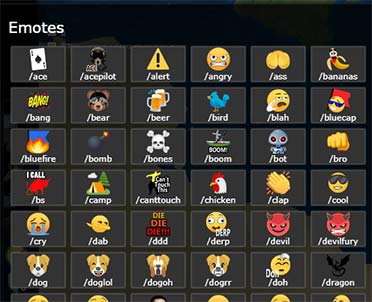 Emotes
ACE
/ace /acepilot /alert /angry /ass /bananas
BANG!
/bang /bear /beer /bird /blah /bluecap
BOOM!
/bluefire /bomb /bones /boom /bot /bro
I CALL
Can't
Touch
This
/bs /camp /canttouch /chicken /clap /cool
DIE
DIE
DIE!!!
DERP
/cry /dab /ddd /derp /devil /devilfury
Doh
/dog /doglol /dogoh /dogrr /doh /dragon